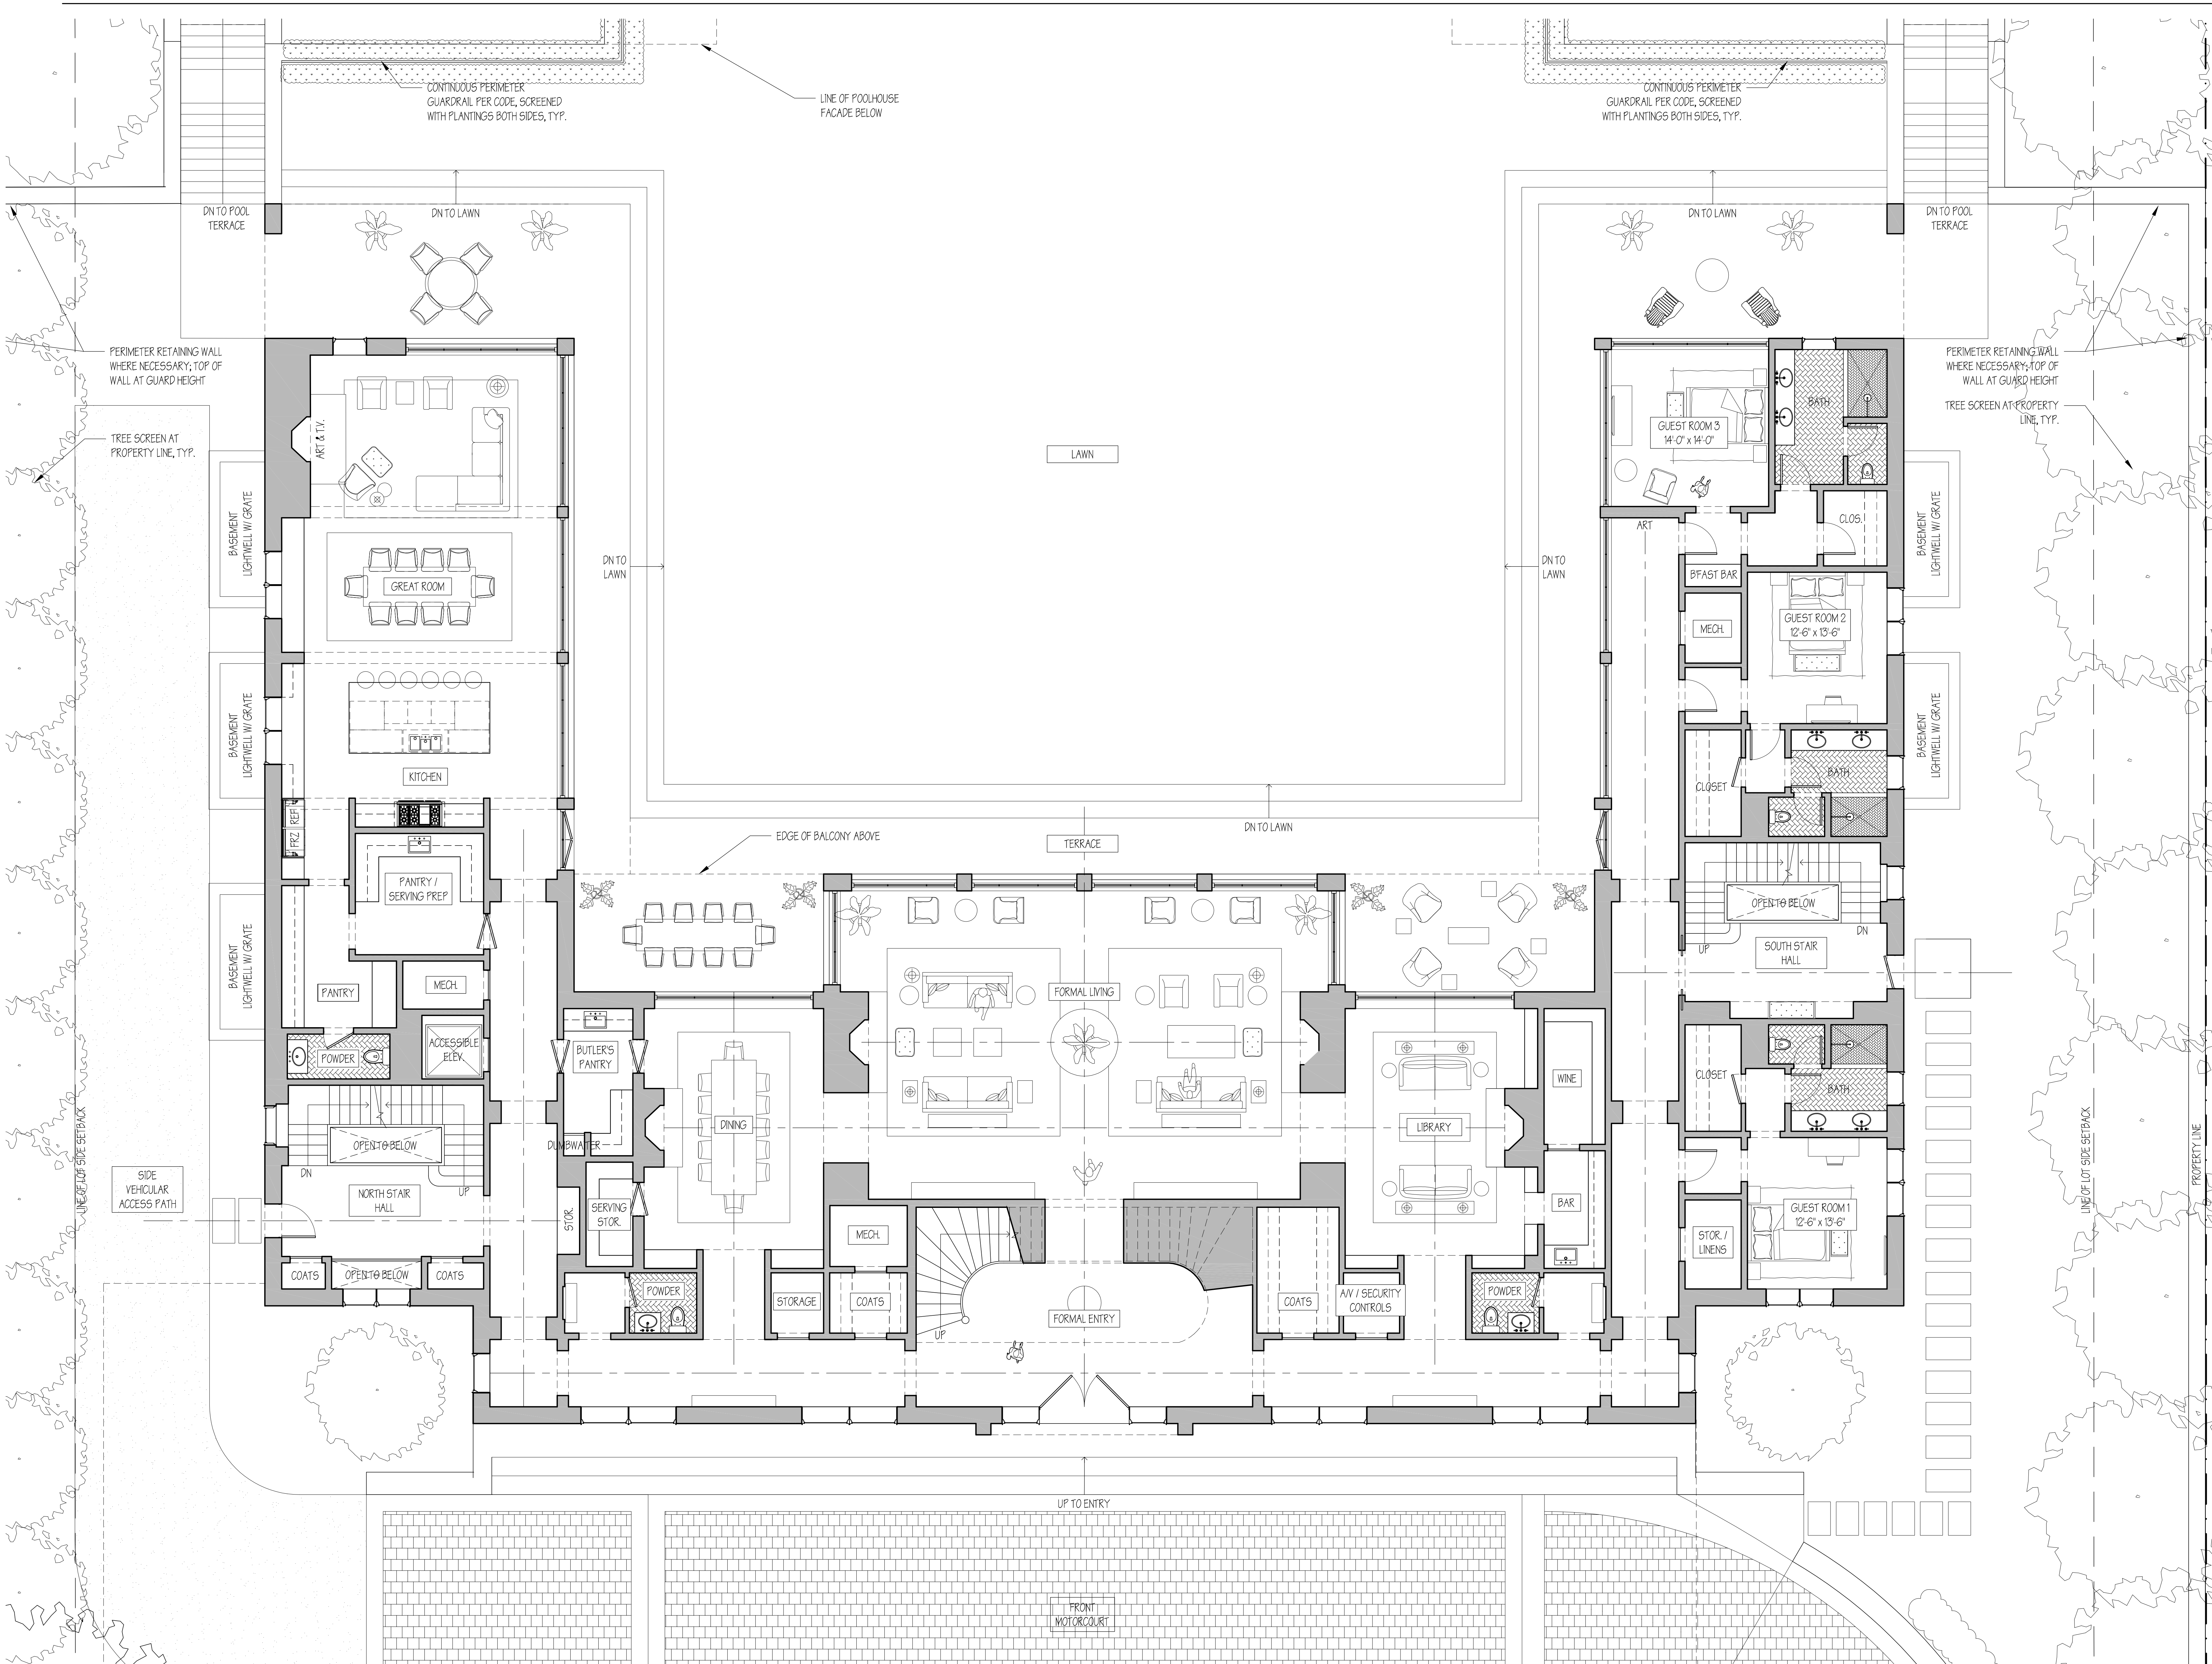 CONTINUOUS PERIMETER
GUARDRAIL PER CODE, SCREENED
WITH PLANTINGS BOTH SIDES, TYP.
LINE OF POOLHOUSE
FACADE BELOW
CONTINUOUS PERIMETER
GUARDRAIL PER CODE, SCREENED
WITH PLANTINGS BOTH SIDES, TYP.
DN TO POOL
TERRACE
DN TO LAWN
DN TO LAWN
DN TO POOL
TERRACE
PERIMETER RETAINING WALL
WHERE NECESSARY; TOP OF
WALL AT GUARD HEIGHT
TREE SCREEN AT
PROPERTY LINE, TYP.
PERIMETER RETAINING WALL
WHERE NECESSARY; TOP OF
WALL AT GUARD HEIGHT
TREE SCREEN AT PROPERTY
LINE, TYP.
ART & T.V.
LAWN
GUEST ROOM 3
14'-0" x 14'-0"
BATH
CLOS.
ART
BASEMENT
LIGHTWELL W/ GRATE
GREAT ROOM
DN TO
LAWN
DN TO
LAWN
B'FAST BAR
MECH.
GUEST ROOM 2
12'-6" x 13'-6"
BASEMENT
LIGHTWELL W/ GRATE
BASEMENT
LIGHTWELL W/ GRATE
KITCHEN
REF
FRZ
BASEMENT
LIGHTWELL W/ GRATE
CLOSET
BATH
DN TO LAWN
EDGE OF BALCONY ABOVE
TERRACE
PANTRY /
SERVING PREP
BASEMENT
LIGHTWELL W/ GRATE
OPEN TO BELOW
UP
DN
SOUTH STAIR
HALL
PANTRY
MECH.
FORMAL LIVING
POWDER
ACCESSIBLE
ELEV.
BUTLER'S
PANTRY
WINE
CLOSET
BATH
DINING
LIBRARY
DUMBWAITER
OPEN TO BELOW
DN
UP
NORTH STAIR
HALL
SIDE
VEHICULAR
ACCESS PATH
LINE OF LOT SIDE SETBACK
STOR.
SERVING
STOR.
BAR
GUEST ROOM 1
12'-6" x 13'-6"
STOR. /
LINENS
LINE OF LOT SIDE SETBACK
PROPERTY LINE
MECH.
COATS
OPEN TO BELOW
COATS
POWDER
STORAGE
COATS
UP
FORMAL ENTRY
COATS
A/V / SECURITY
CONTROLS
POWDER
UP TO ENTRY
FRONT
MOTORCOURT